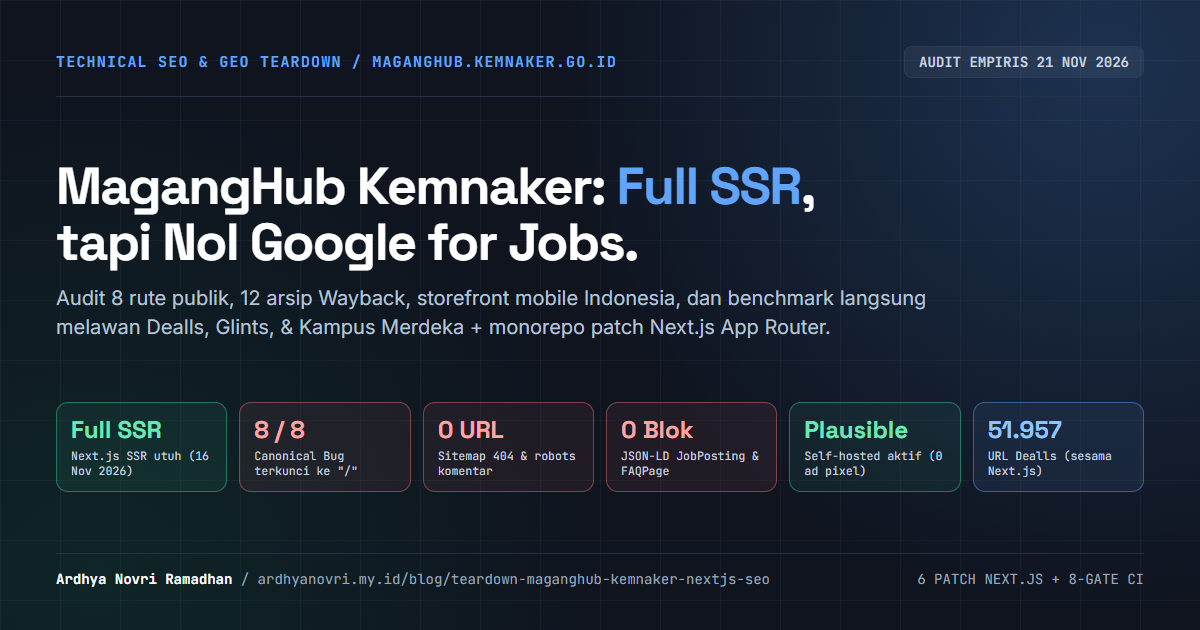 TECHNICAL SEO & GEO TEARDOWN / MAGANGHUB.KEMNAKER.GO.ID
AUDIT EMPIRIS 21 NOV 2026
MagangHub Kemnaker: Full SSR,
tapi Nol Google for Jobs.
Audit 8 rute publik, 12 arsip Wayback, storefront mobile Indonesia, dan benchmark langsung
melawan Dealls, Glints, & Kampus Merdeka + monorepo patch Next.js App Router.
Full SSR
Next.js SSR utuh (16
Nov 2026)
8 / 8
Canonical Bug
terkunci ke "/"
0 URL
Sitemap 404 & robots
komentar
0 Blok
JSON-LD JobPosting &
FAQPage
Plausible
Self-hosted aktif (0
ad pixel)
51.957
URL Dealls (sesama
Next.js)
Ardhya Novri Ramadhan / ardhyanovri.my.id/blog/teardown-maganghub-kemnaker-nextjs-seo
6 PATCH NEXT.JS + 8-GATE CI